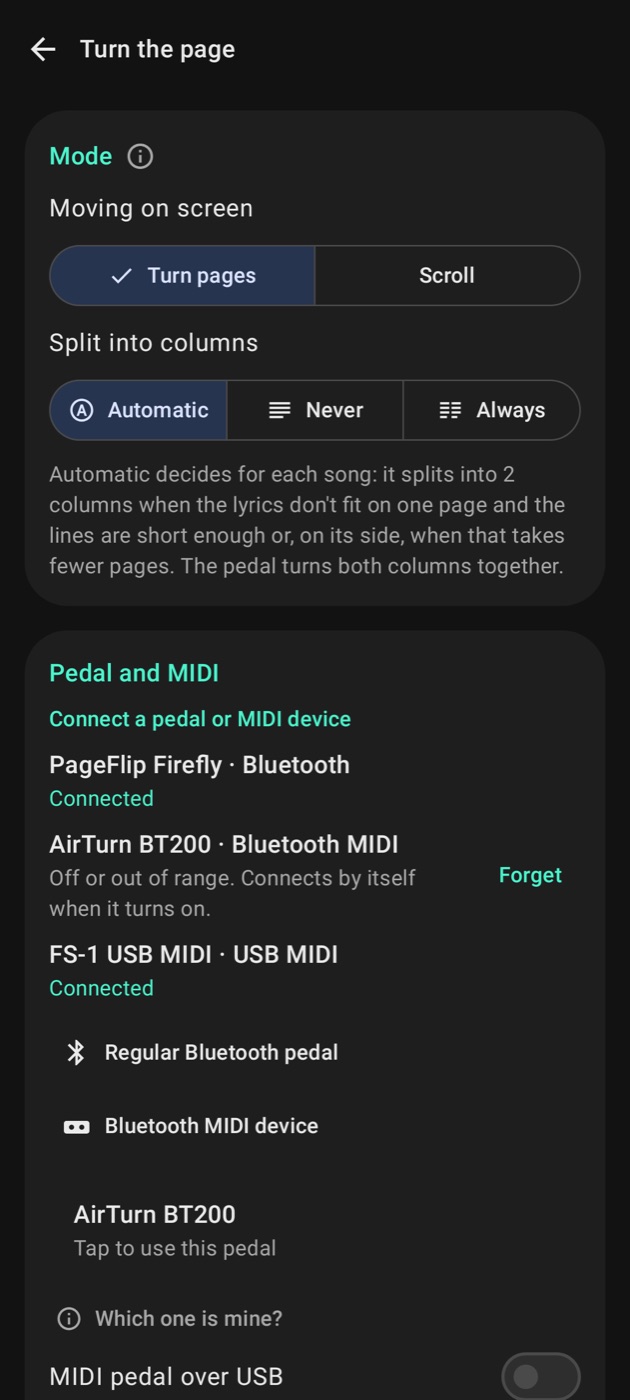 Turn the page
Mode
Moving on screen
Turn pages
Scroll
Split into columns
Automatic
Never
Always
Automatic decides for each song: it splits into 2
columns when the lyrics don't fit on one page and the
lines are short enough or, on its side, when that takes
fewer pages. The pedal turns both columns together.
Pedal and MIDI
Connect a pedal or MIDI device
PageFlip Firefly · Bluetooth
Connected
AirTurn BT200 · Bluetooth MIDI
Off or out of range. Connects by itself
when it turns on.
Forget
FS-1 USB MIDI · USB MIDI
Connected
Regular Bluetooth pedal
Bluetooth MIDI device
AirTurn BT200
Tap to use this pedal
Which one is mine?
MIDI pedal over USB